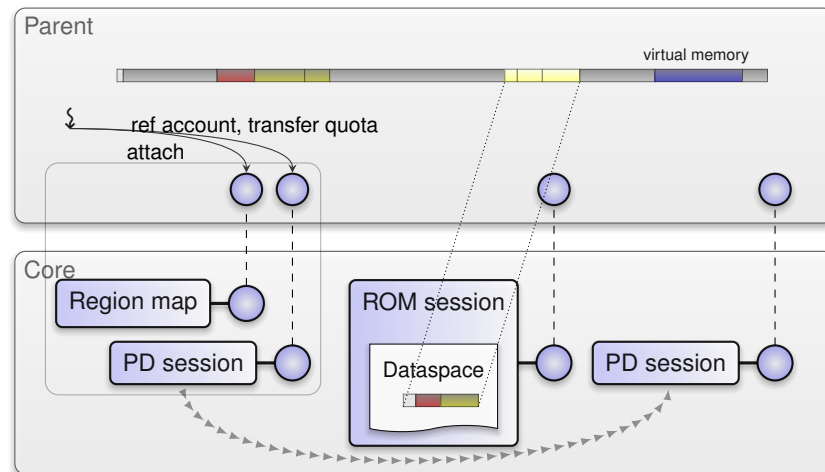 Parent
virtual memory
ref account, transfer quota
attach
Core
Region map
ROM session
PD session
Dataspace
PD session